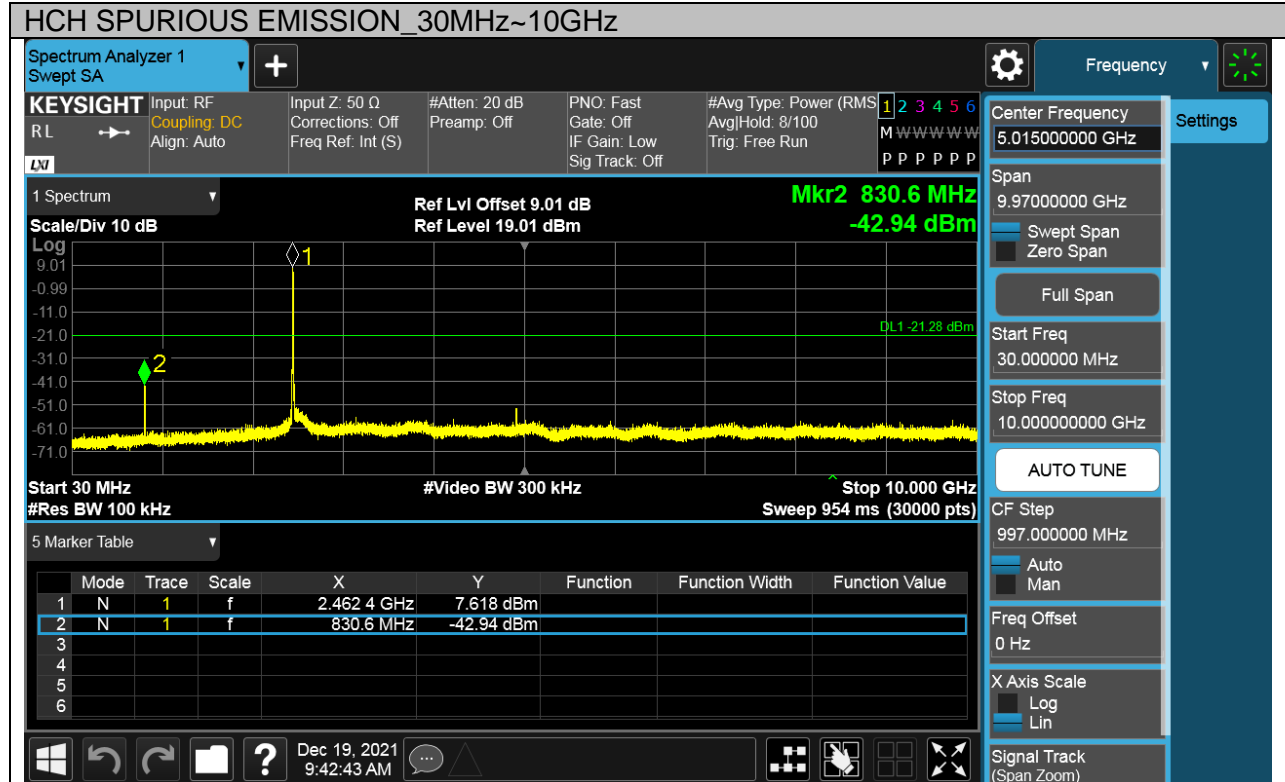 HCH SPURIOUS EMISSION_30MHz~10GHz
Spectrum Analyzer 1
Swept SA
Frequency
KEYSIGHT
RL
LXI
Input: RF
Coupling: DC
Align: Auto
Input Z: 50 Ω
Corrections: Off
Freq Ref: Int (S)
#Atten: 20 dB
Preamp: Off
PNO: Fast
Gate: Off
IF Gain: Low
Sig Track: Off
#Avg Type: Power (RMS
Avg|Hold: 8/100
Trig: Free Run
1 2 3 4 5 6
M W W W W W
P P P P P P
1 Spectrum
Scale/Div 10 dB
Ref Lvl Offset 9.01 dB
Ref Level 19.01 dBm
Mkr2 830.6 MHz
-42.94 dBm
Log
9.01
-0.99
-11.0
-21.0
-31.0
-41.0
-51.0
-61.0
-71.0
1
2
DL1 -21.28 dBm
Start 30 MHz
#Video BW 300 kHz
Stop 10.000 GHz
#Res BW 100 kHz
Sweep 954 ms (30000 pts)
5 Marker Table
Mode Trace Scale X Y Function Function Width Function Value
1 N 1 f 2.462 4 GHz 7.618 dBm
2 N 1 f 830.6 MHz -42.94 dBm
3
4
5
6
Dec 19, 2021
9:42:43 AM
Center Frequency
5.015000000 GHz
Settings
Span
9.97000000 GHz
Swept Span
Zero Span
Full Span
Start Freq
30.000000 MHz
Stop Freq
10.000000000 GHz
AUTO TUNE
CF Step
997.000000 MHz
Auto
Man
Freq Offset
0 Hz
X Axis Scale
Log
Lin
Signal Track
(Span Zoom)